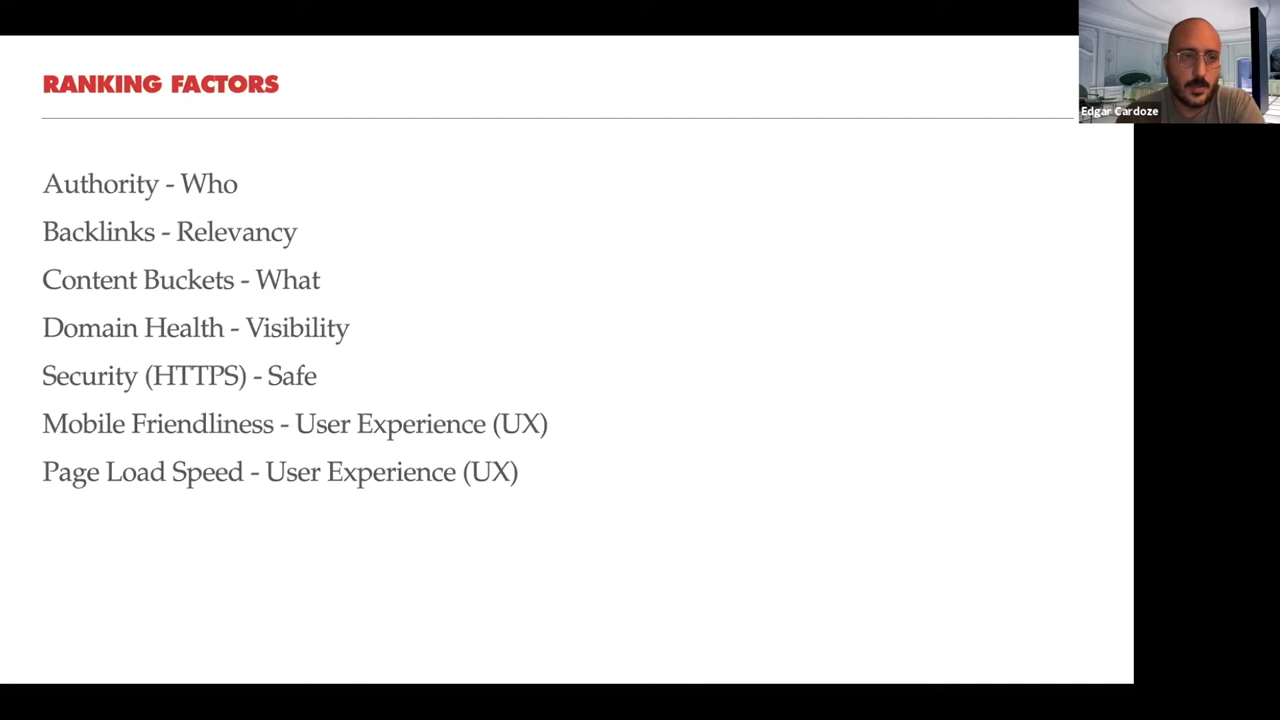 RANKING FACTORS
Authority - Who
Backlinks - Relevancy
Content Buckets - What
Domain Health - Visibility
Security (HTTPS) - Safe
Mobile Friendliness - User Experience (UX)
Page Load Speed - User Experience (UX)
Edgar Cardoze